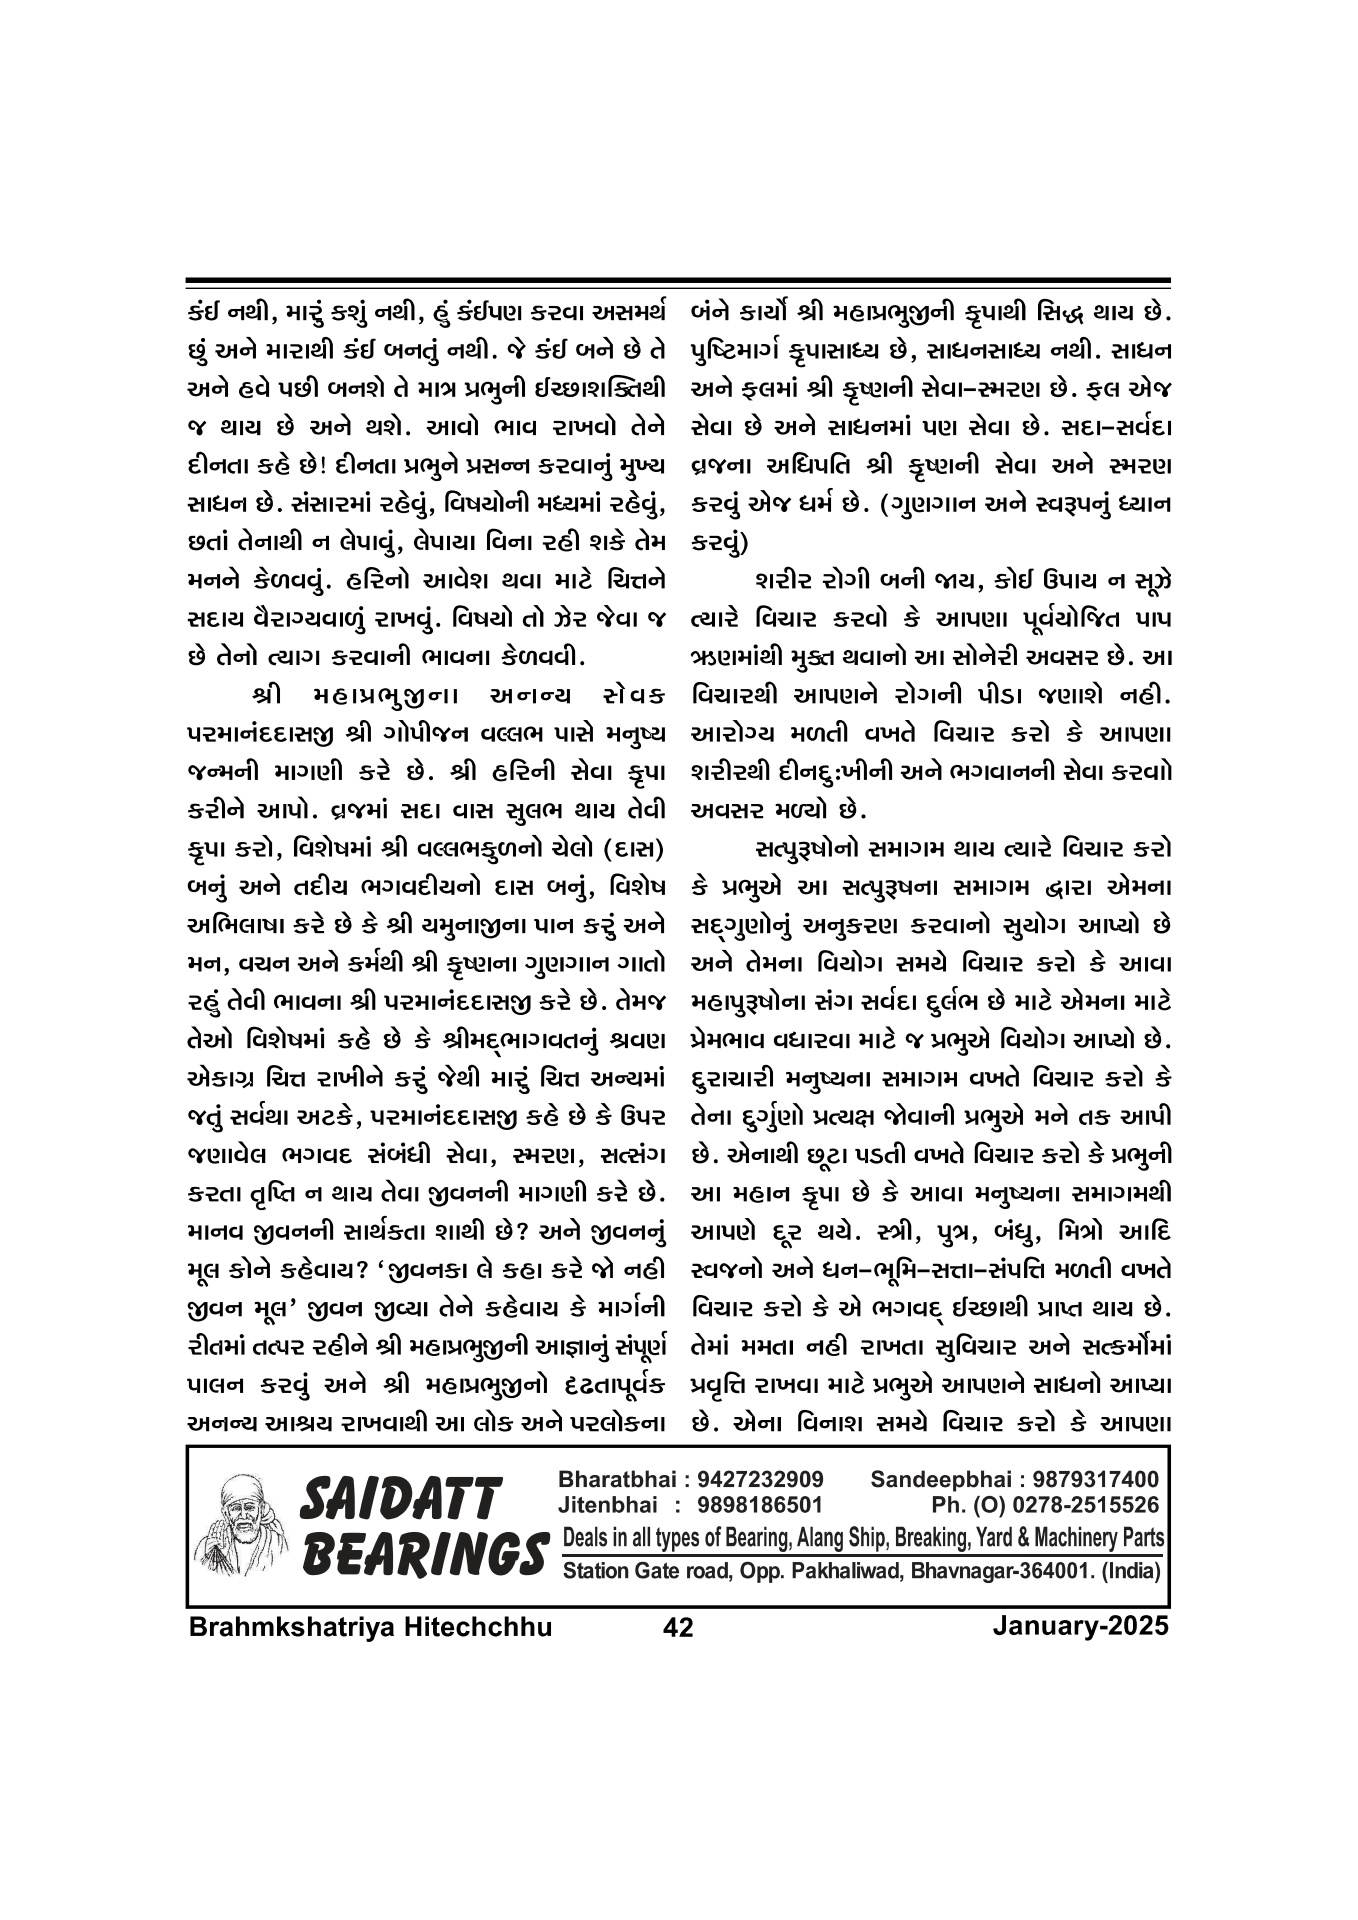 કંઈ નથી, મારું કશું નથી, હું કંઈપણ કરવા અસમર્થ
છું અને મારાથી કંઈ બનતું નથી. જે કંઈ બને છે તે
અને હવે પછી બનશે તે માત્ર પ્રભુની ઈચ્છાશક્તિથી
જ થાય છે અને થશે. આવો ભાવ રાખવો તેને
દીનતા કહે છે! દીનતા પ્રભુને પ્રસન્ન કરવાનું મુખ્ય
સાધન છે. સંસારમાં રહેવું, વિષયોની મધ્યમાં રહેવું,
છતાં તેનાથી ન લેપાવું, લેપાયા વિના રહી શકે તેમ
મનને કેળવવું. હરિનો આવેશ થવા માટે ચિત્તને
સદાય વૈરાગ્યવાળું રાખવું. વિષયો તો ઝેર જેવા જ
છે તેનો ત્યાગ કરવાની ભાવના કેળવવી.
શ્રી મહાપ્રભુજીના અનન્ય સેવક
પરમાનંદદાસજી શ્રી ગોપીજન વલ્લભ પાસે મનુષ્ય
જન્મની માગણી કરે છે. શ્રી હરિની સેવા કૃપા
કરીને આપો. વ્રજમાં સદા વાસ સુલભ થાય તેવી
કૃપા કરો, વિશેષમાં શ્રી વલ્લભકુળનો ચેલો (દાસ)
બનું અને તદીય ભગવદીયનો દાસ બનું, વિશેષ
અભિલાષા કરે છે કે શ્રી યમુનાજીના પાન કરું અને
મન, વચન અને કર્મથી શ્રી કૃષ્ણના ગુણગાન ગાતો
રહું તેવી ભાવના શ્રી પરમાનંદદાસજી કરે છે. તેમજ
તેઓ વિશેષમાં કહે છે કે શ્રીમદ્‌ભાગવતનું શ્રવણ
એકાગ્ર ચિત્ત રાખીને કરું જેથી મારું ચિત્ત અન્યમાં
જતું સર્વથા અટકે, પરમાનંદદાસજી કહે છે કે ઉપર
જણાવેલ ભગવદ સંબંધી સેવા, સ્મરણ, સત્સંગ
કરતા તૃપ્તિ ન થાય તેવા જીવનની માગણી કરે છે.
માનવ જીવનની સાર્થકતા શાથી છે? અને જીવનનું
મૂલ કોને કહેવાય? ‘જીવનકા લે કહા કરે જો નહી
જીવન મૂલ’ જીવન જીવ્યા તેને કહેવાય કે માર્ગની
રીતમાં તત્પર રહીને શ્રી મહાપ્રભુજીની આજ્ઞાનું સંપૂર્ણ
પાલન કરવું અને શ્રી મહાપ્રભુજીનો દૃઢતાપૂર્વક
અનન્ય આશ્રય રાખવાથી આ લોક અને પરલોકના
બંને કાર્યો શ્રી મહાપ્રભુજીની કૃપાથી સિદ્ધ થાય છે.
પુષ્ટિમાર્ગ કૃપાસાધ્ય છે, સાધનસાધ્ય નથી. સાધન
અને ફલમાં શ્રી કૃષ્ણની સેવા–સ્મરણ છે. ફલ એજ
સેવા છે અને સાધનમાં પણ સેવા છે. સદા–સર્વદા
વ્રજના અધિપતિ શ્રી કૃષ્ણની સેવા અને સ્મરણ
કરવું એજ ધર્મ છે. (ગુણગાન અને સ્વરૂપનું ધ્યાન
કરવું)
શરીર રોગી બની જાય, કોઈ ઉપાય ન સૂઝે
ત્યારે વિચાર કરવો કે આપણા પૂર્વયોજિત પાપ
ઋણમાંથી મુક્ત થવાનો આ સોનેરી અવસર છે. આ
વિચારથી આપણને રોગની પીડા જણાશે નહી.
આરોગ્ય મળતી વખતે વિચાર કરો કે આપણા
શરીરથી દીનદુઃખીની અને ભગવાનની સેવા કરવાો
અવસર મળ્યો છે.
સત્પુરૂષોનો સમાગમ થાય ત્યારે વિચાર કરો
કે પ્રભુએ આ સત્પુરૂષના સમાગમ દ્વારા એમના
સદ્‌ગુણોનું અનુકરણ કરવાનો સુયોગ આપ્યો છે
અને તેમના વિયોગ સમયે વિચાર કરો કે આવા
મહાપુરૂષોના સંગ સર્વદા દુર્લભ છે માટે એમના માટે
પ્રેમભાવ વધારવા માટે જ પ્રભુએ વિયોગ આપ્યો છે.
દુરાચારી મનુષ્યના સમાગમ વખતે વિચાર કરો કે
તેના દુર્ગુણો પ્રત્યક્ષ જોવાની પ્રભુએ મને તક આપી
છે. એનાથી છૂટા પડતી વખતે વિચાર કરો કે પ્રભુની
આ મહાન કૃપા છે કે આવા મનુષ્યના સમાગમથી
આપણે દૂર થયે. સ્ત્રી, પુત્ર, બંધુ, મિત્રો આદિ
સ્વજનો અને ધન–ભૂમિ–સત્તા–સંપત્તિ મળતી વખતે
વિચાર કરો કે એ ભગવદ્ ઈચ્છાથી પ્રાપ્ત થાય છે.
તેમાં મમતા નહી રાખતા સુવિચાર અને સત્કર્મોમાં
પ્રવૃત્તિ રાખવા માટે પ્રભુએ આપણને સાધનો આપ્યા
છે. એના વિનાશ સમયે વિચાર કરો કે આપણા
SAIDATT
BEARINGS
Bharatbhai : 9427232909 Sandeepbhai : 9879317400
Jitenbhai : 9898186501 Ph. (O) 0278-2515526
Deals in all types of Bearing, Alang Ship, Breaking, Yard & Machinery Parts
Station Gate road, Opp. Pakhaliwad, Bhavnagar-364001. (India)
Brahmkshatriya Hitechchhu 42 January-2025